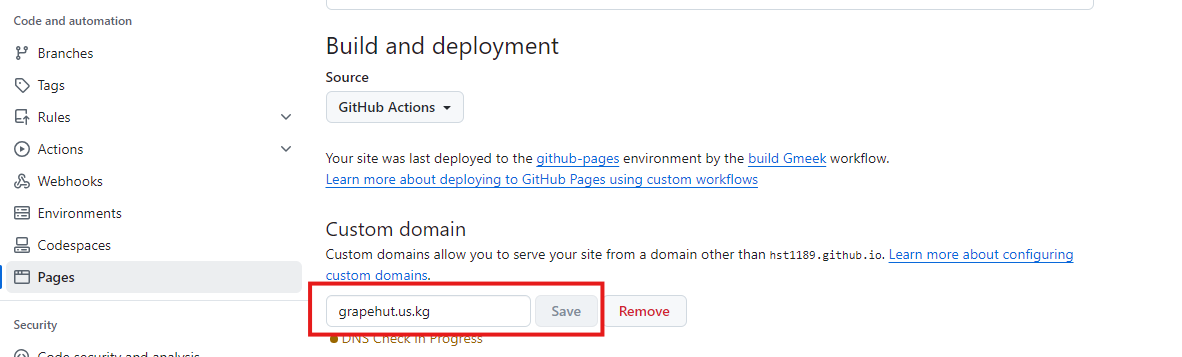 Code and automation
Branches
Tags
Rules
Actions
Webhooks
Environments
Codespaces
Pages
Security
Code security and analysis
Build and deployment
Source
GitHub Actions
Your site was last deployed to the github-pages environment by the build Gmeek workflow.
Learn more about deploying to GitHub Pages using custom workflows
Custom domain
Custom domains allow you to serve your site from a domain other than hst1189.github.io. Learn more about configuring
custom domains.
grapehut.us.kg Save Remove
DNS Check in Progress